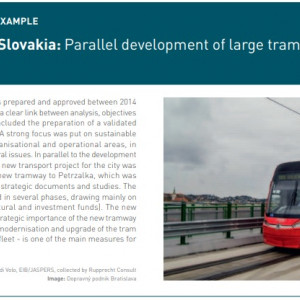 EXAMPLE
Slovakia: Parallel development of large tram
s prepared and approved between 2014
a clear link between analysis, objectives
cluded the preparation of a validated
A strong focus was put on sustainable
anisational and operational areas, in
al issues. In parallel to the development
new transport project for the city was
new tramway to Petrzalka, which was
strategic documents and studies. The
d in several phases, drawing mainly on
tural and investment funds). The new
rategic importance of the new tramway
modernisation and upgrade of the tram
fleet - is one of the main measures for
di Volo, EIB/JASPERS, collected by Rupprecht Consult
Image: Dopravný podnik Bratislava